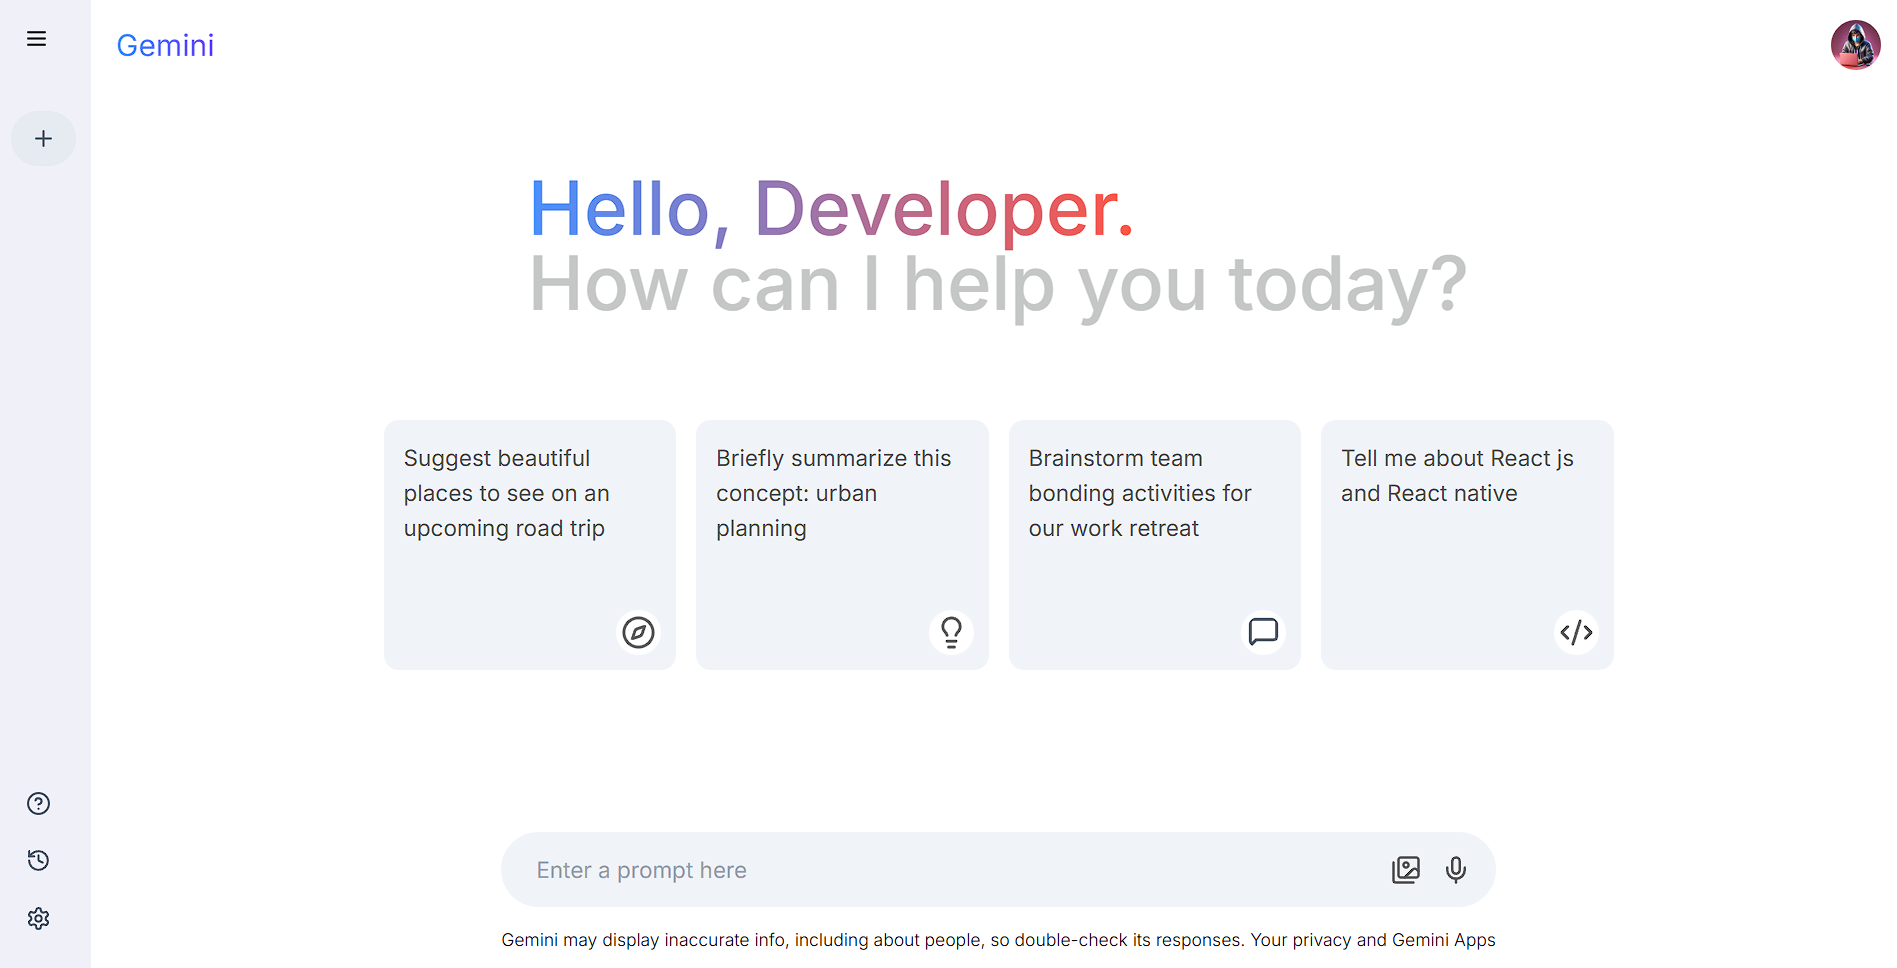 Gemini
Hello, Developer.
How can I help you today?
Suggest beautiful
places to see on an
upcoming road trip
Briefly summarize this
concept: urban
planning
Brainstorm team
bonding activities for
our work retreat
Tell me about React js
and React native
Enter a prompt here
Gemini may display inaccurate info, including about people, so double-check its responses. Your privacy and Gemini Apps